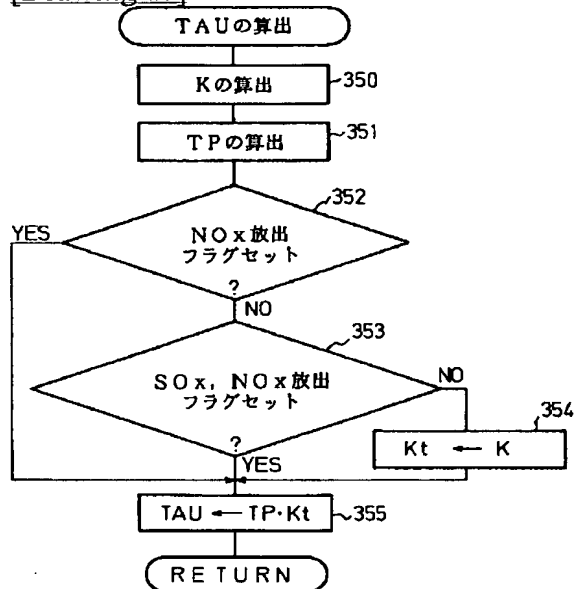 TAUの算出
Kの算出
350
TPの算出
351
352
YES
NOx放出
フラグセット
?
NO
353
SOx, NOx放出
フラグセット
?
NO
YES
354
Kt ← K
TAU ← TP·Kt
355
RETURN